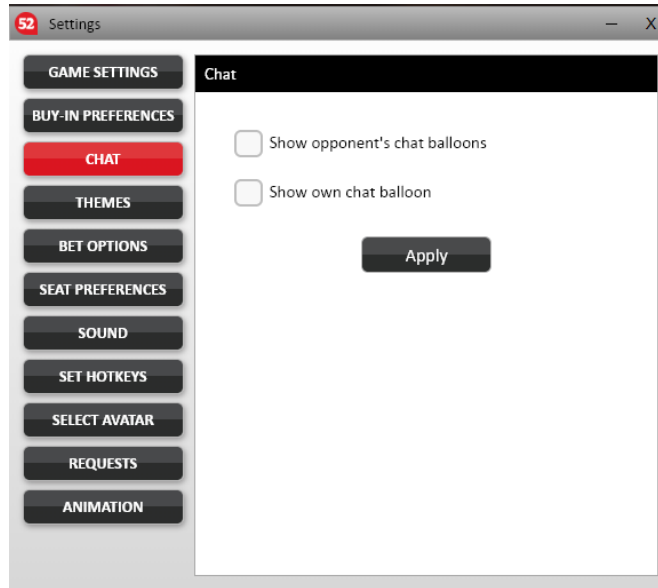 52 Settings
GAME SETTINGS
BUY-IN PREFERENCES
CHAT
THEMES
BET OPTIONS
SEAT PREFERENCES
SOUND
SET HOTKEYS
SELECT AVATAR
REQUESTS
ANIMATION
Chat
Show opponent's chat balloons
Show own chat balloon
Apply